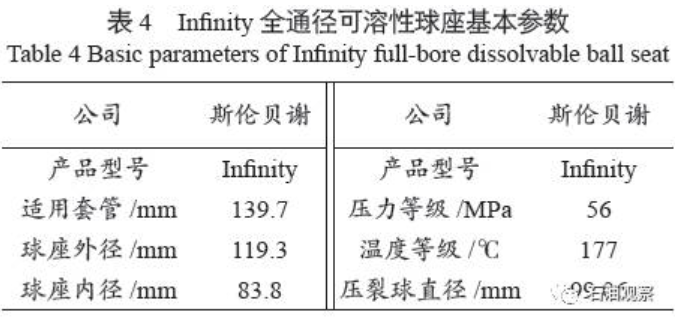 表 4 Infinity 全通径可溶性球座基本参数
Table 4 Basic parameters of Infinity full-bore dissolvable ball seat
公司 斯伦贝谢 公司 斯伦贝谢
产品型号 Infinity 产品型号 Infinity
适用套管 /mm 139.7 压力等级 /MPa 56
球座外径 /mm 119.3 温度等级 /℃ 177
球座内径 /mm 83.8 压裂球直径 /mm
石油观察